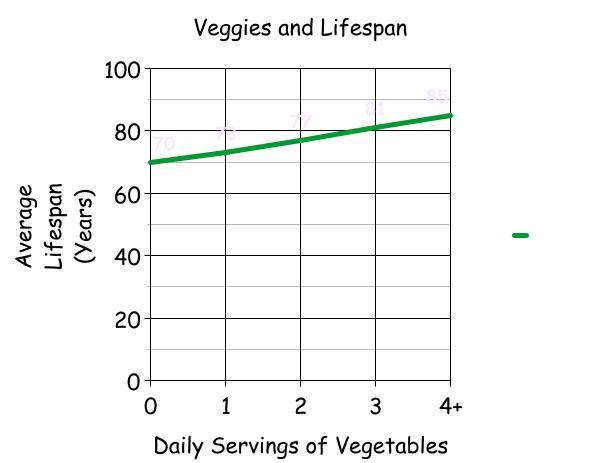 Veggies and Lifespan
100
80
60
40
20
0
70
73
77
81
85
Average
Lifespan
(Years)
0 1 2 3 4+
Daily Servings of Vegetables